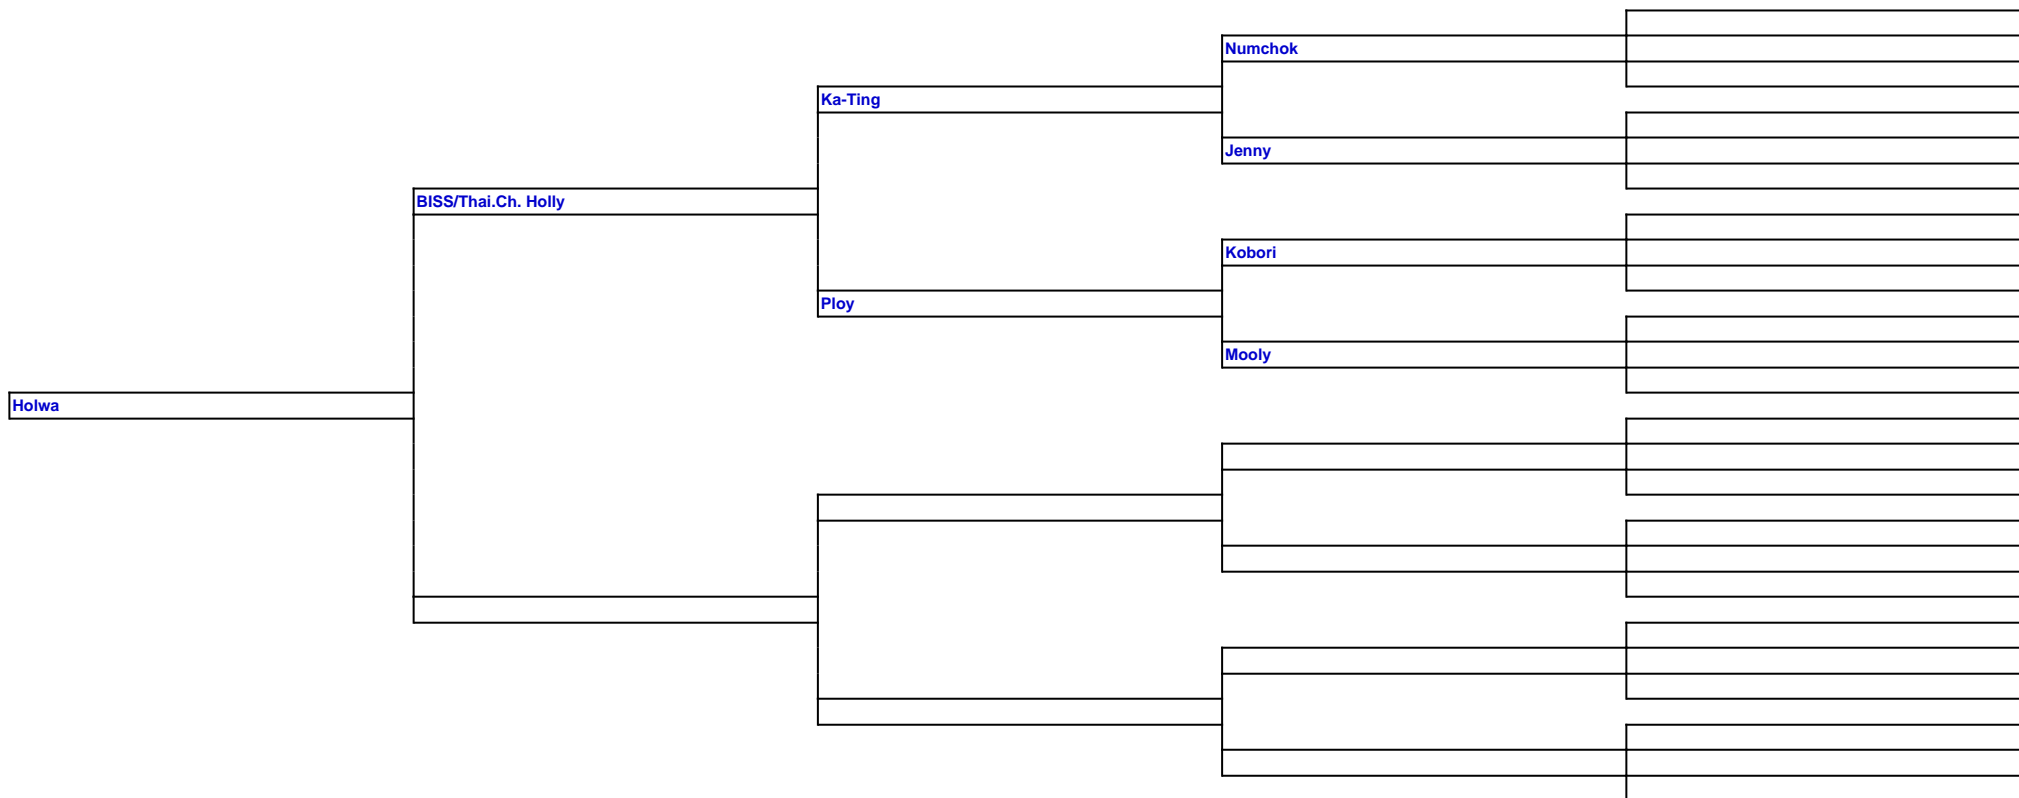 Numchok
Ka-Ting
Jenny
BISS/Thai.Ch. Holly
Kobori
Ploy
Mooly
Holwa